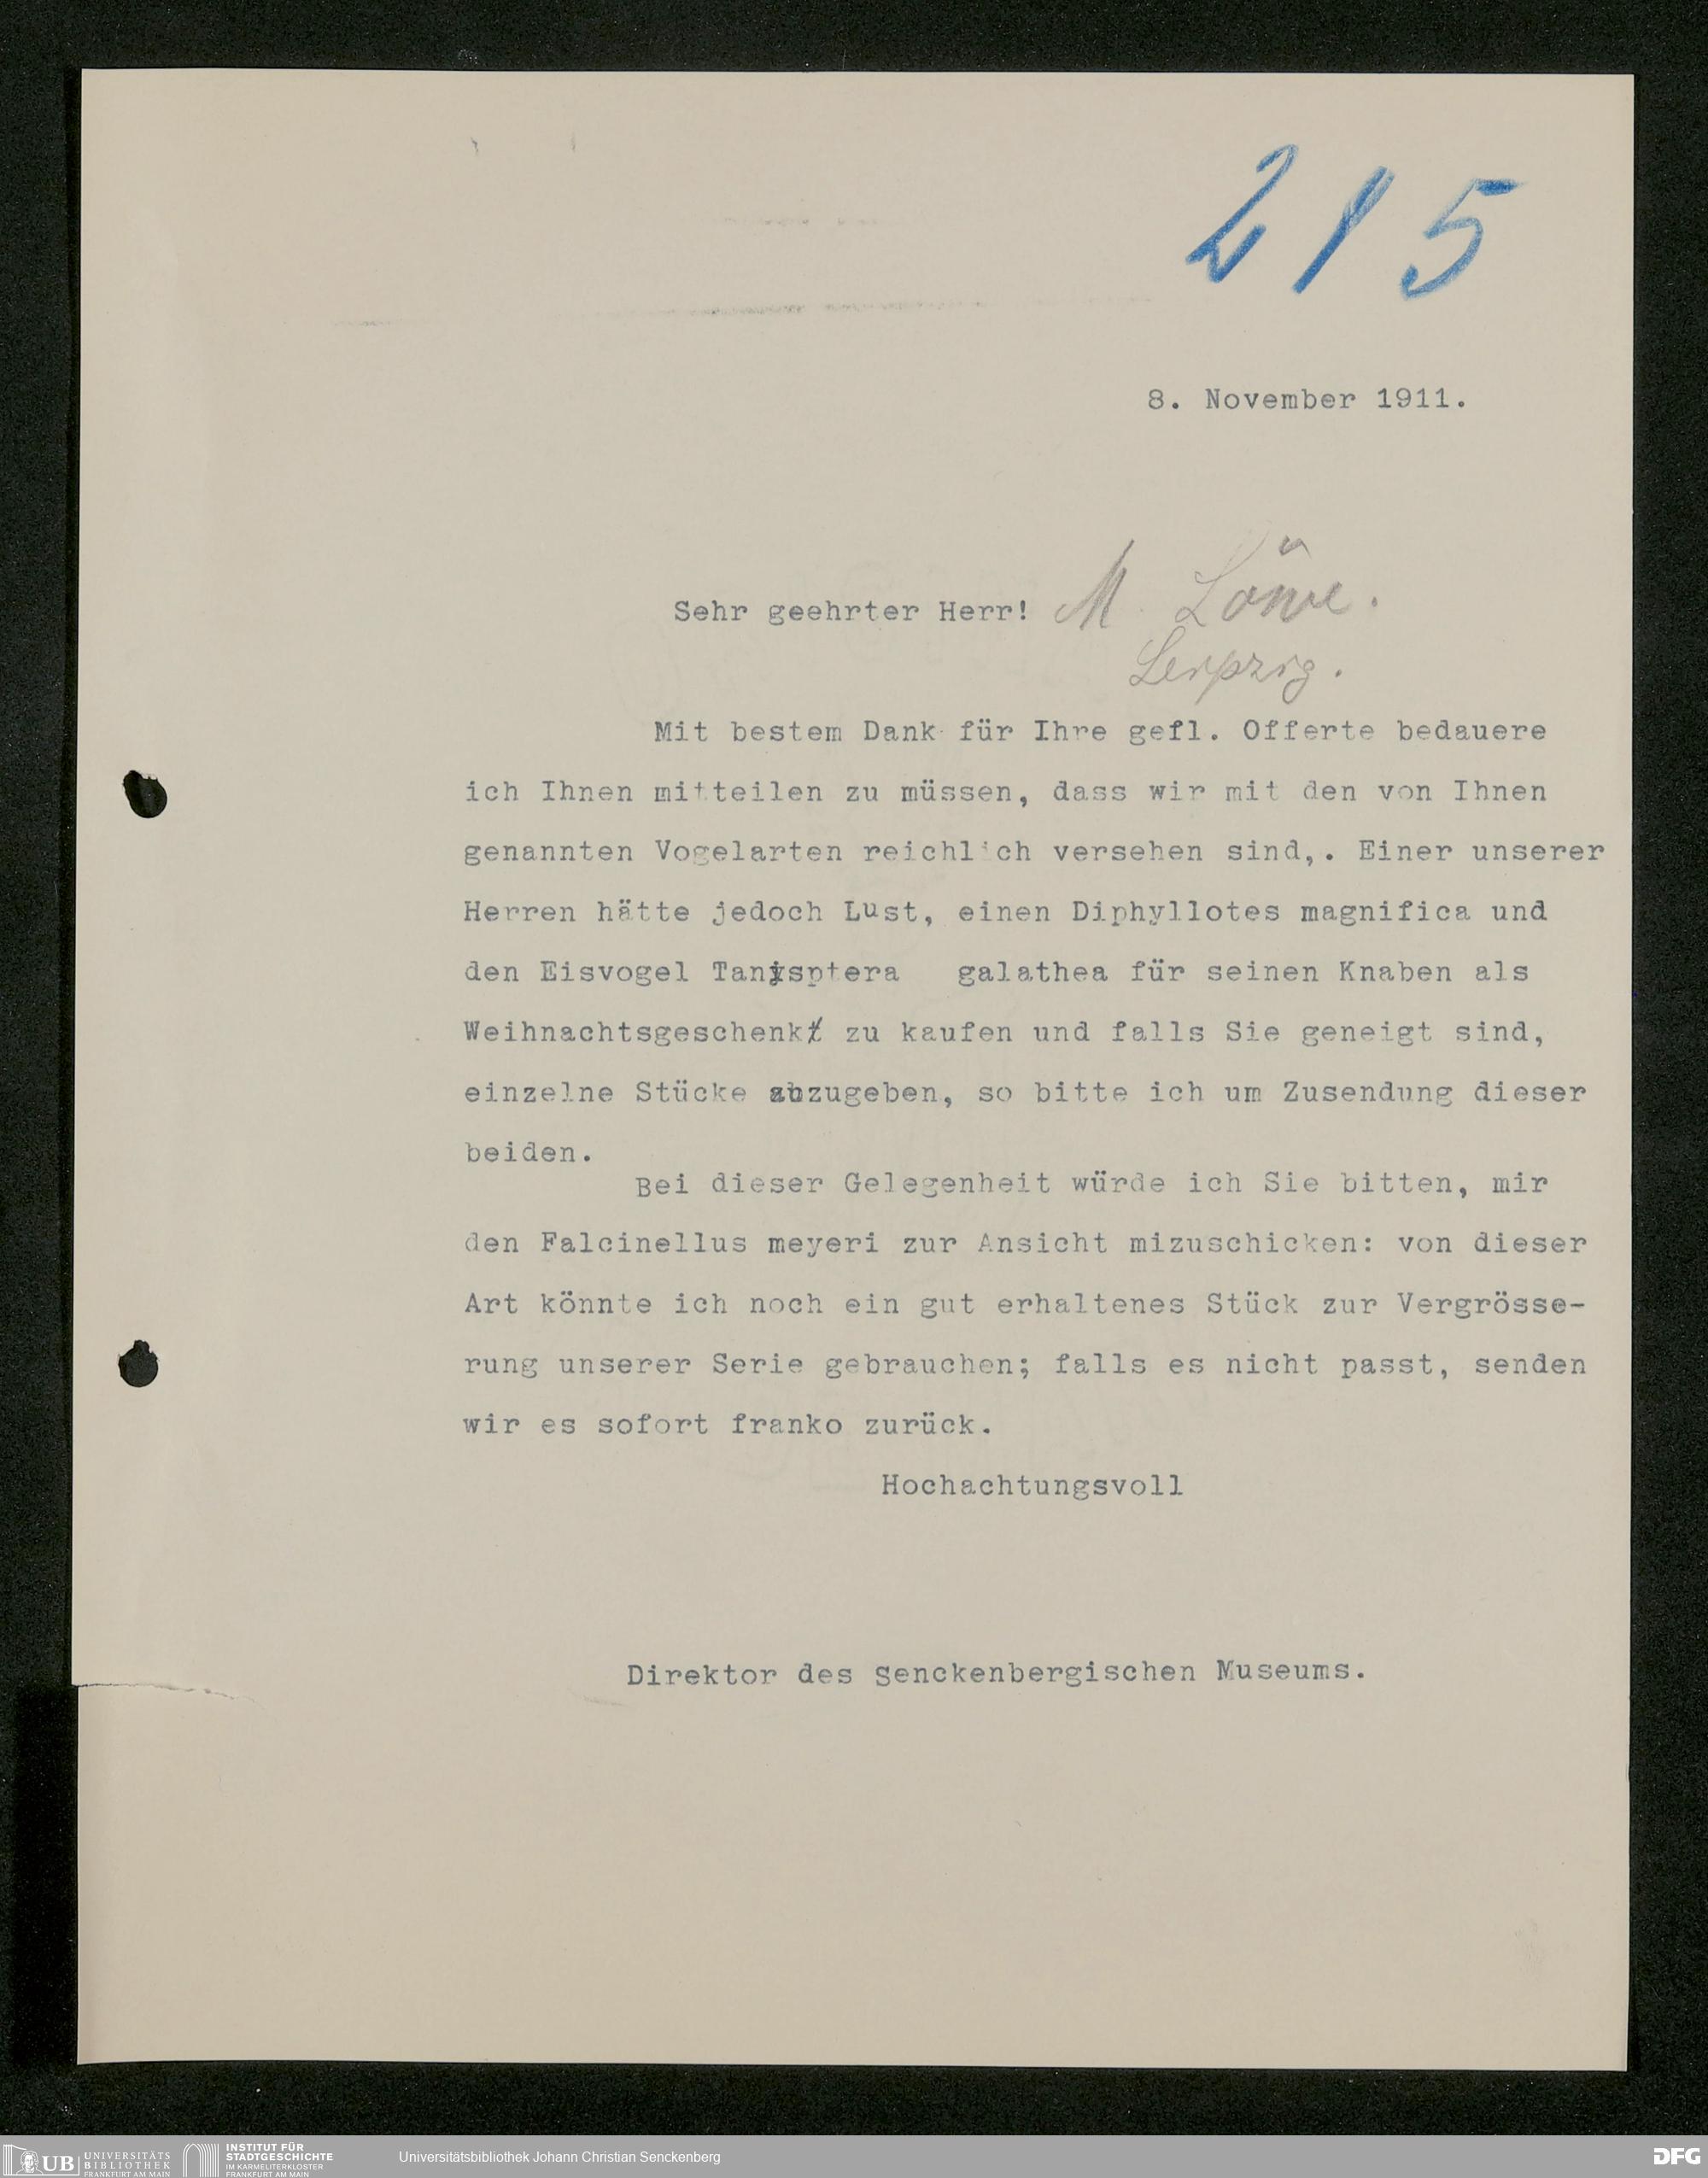 215
8. November 1911.
Sehr geehrter Herr! M. Löwe.
Leipzig.
Mit bestem Dank für Ihre gefl. Offerte bedauere
ich Ihnen mitteilen zu müssen, dass wir mit den von Ihnen
genannten Vogelarten reichlich versehen sind,. Einer unserer
Herren hätte jedoch Lust, einen Diphyllotes magnifica und
den Eisvogel Tanisptera galathea für seinen Knaben als
Weihnachtsgeschenk zu kaufen und falls Sie geneigt sind,
einzelne Stücke abzugeben, so bitte ich um Zusendung dieser
beiden.
Bei dieser Gelegenheit würde ich Sie bitten, mir
den Falcinellus meyeri zur Ansicht mizuschicken: von dieser
Art könnte ich noch ein gut erhaltenes Stück zur Vergrösse-
rung unserer Serie gebrauchen; falls es nicht passt, senden
wir es sofort franko zurück.
Hochachtungsvoll
Direktor des Senckenbergischen Museums.
UB UNIVERSITÄTS
BIBLIOTHEK
FRANKFURT AM MAIN
INSTITUT FÜR
STADTGESCHICHTE
IM KARMELITERKLOSTER
FRANKFURT AM MAIN
Universitätsbibliothek Johann Christian Senckenberg
DFG